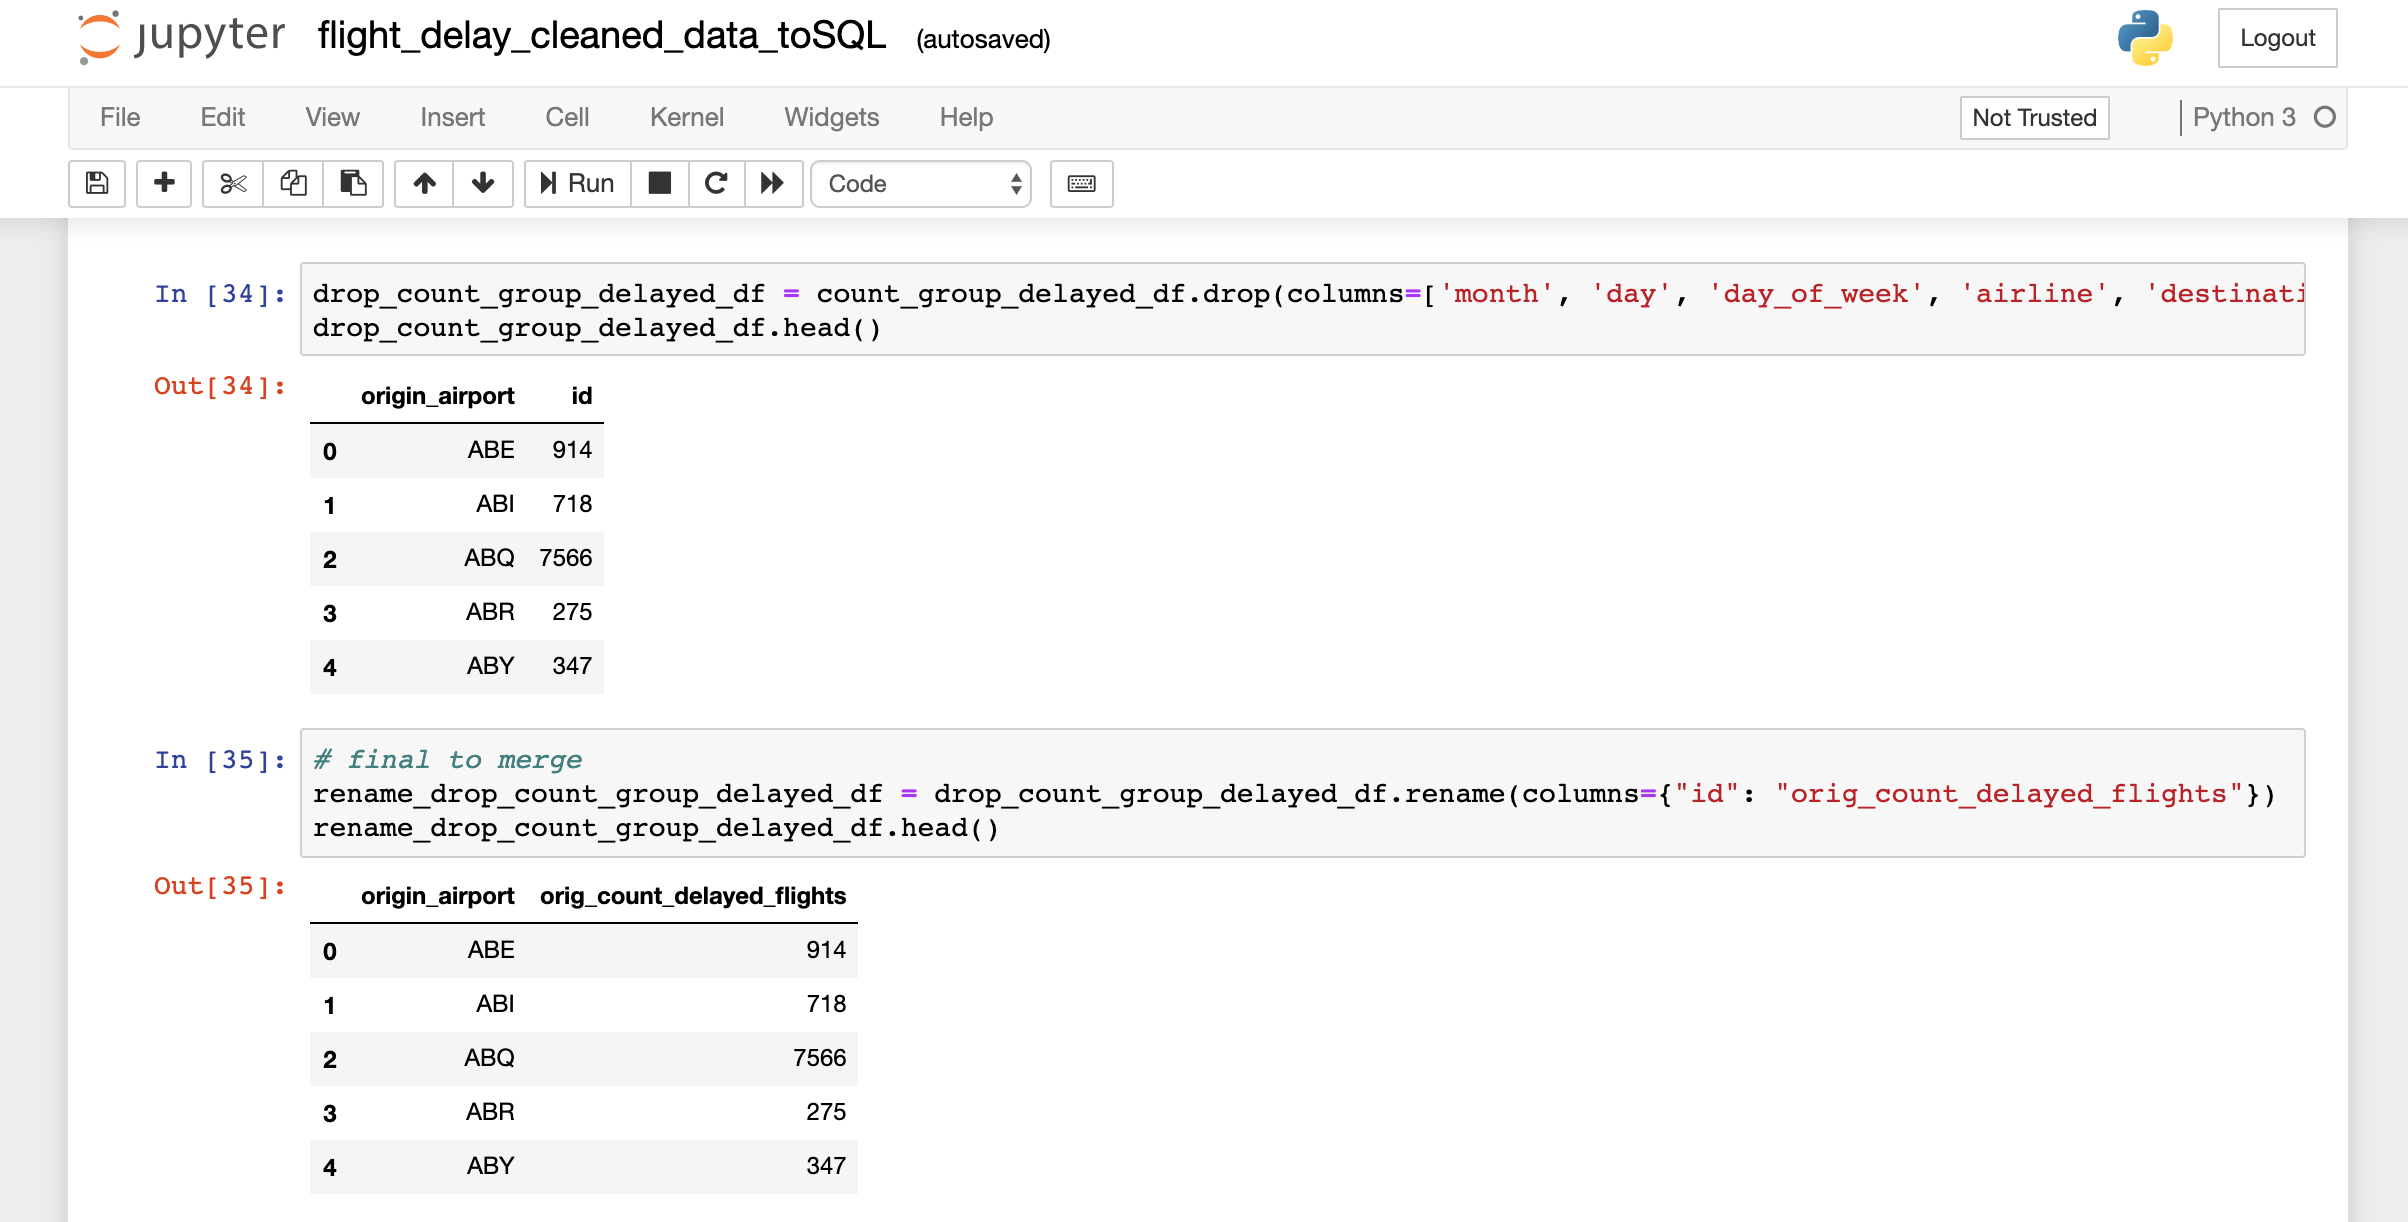 jupyter flight_delay_cleaned_data_toSQL (autosaved) Logout
File Edit View Insert Cell Kernel Widgets Help Not Trusted Python 3
Run Code
In [34]: drop_count_group_delayed_df = count_group_delayed_df.drop(columns=['month', 'day', 'day_of_week', 'airline', 'destinati
drop_count_group_delayed_df.head()
Out[34]:
origin_airport id
0 ABE 914
1 ABI 718
2 ABQ 7566
3 ABR 275
4 ABY 347
In [35]: # final to merge
rename_drop_count_group_delayed_df = drop_count_group_delayed_df.rename(columns={"id": "orig_count_delayed_flights"})
rename_drop_count_group_delayed_df.head()
Out[35]:
origin_airport orig_count_delayed_flights
0 ABE 914
1 ABI 718
2 ABQ 7566
3 ABR 275
4 ABY 347